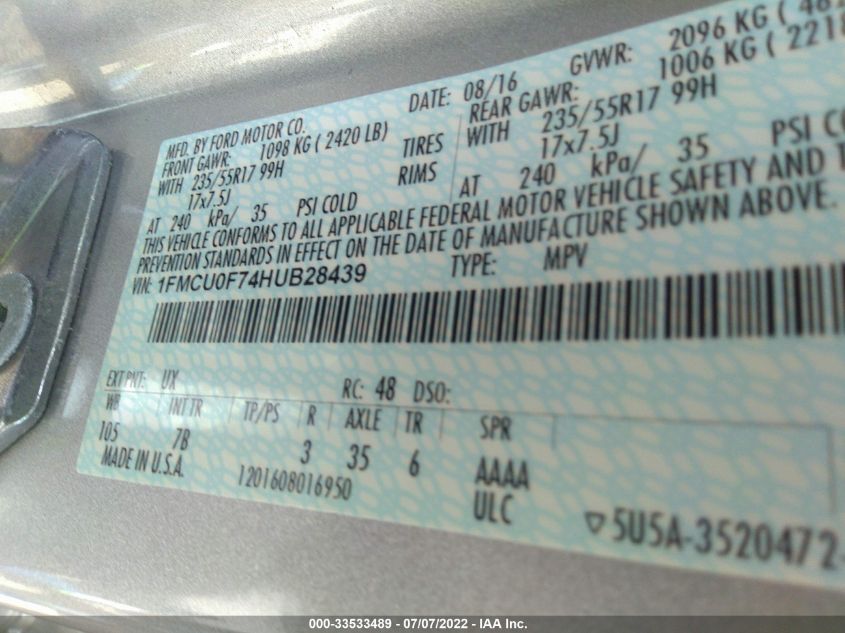 MFD. BY FORD MOTOR CO. DATE: 08/16 GVWR: 2096 KG
FRONT GAWR: 1098 KG ( 2420 LB) REAR GAWR: 1006 KG ( 221
WITH 235/55R17 99H TIRES WITH 235/55R17 99H
17x7.5J RIMS 17x7.5J
AT 240 kPa/ 35 PSI COLD AT 240 kPa/ 35 PSI CO
THIS VEHICLE CONFORMS TO ALL APPLICABLE FEDERAL MOTOR VEHICLE SAFETY AND T
PREVENTION STANDARDS IN EFFECT ON THE DATE OF MANUFACTURE SHOWN ABOVE.
VIN: 1FMCU0F74HUB28439 TYPE: MPV
EXT PNT: UX RC: 48 DSO:
WB INT TR TP/PS R AXLE TR SPR
105 7B 3 35 6 AAAA
MADE IN U.S.A. 1201608016950 ULC
▽5U5A-3520472-
000-33533489 - 07/07/2022 - IAA Inc.